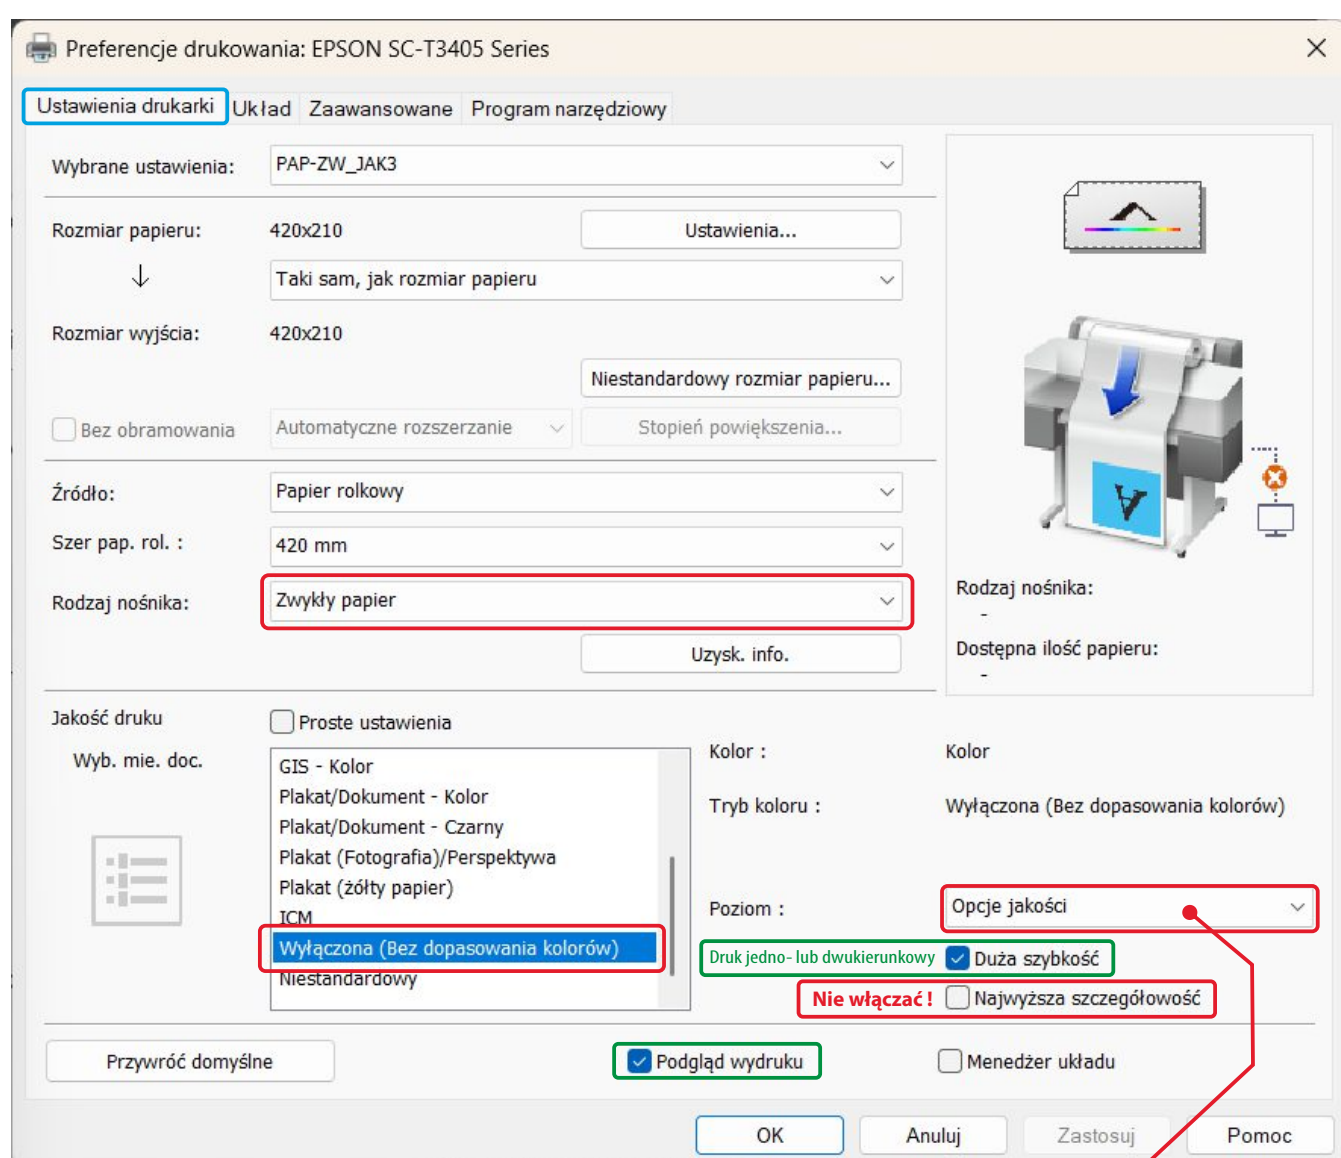 Preferencje drukowania: EPSON SC-T3405 Series
Ustawienia drukarki Układ Zaawansowane Program narzędziowy
Wybrane ustawienia: PAP-ZW_JAK3
Rozmiar papieru: 420x210 Ustawienia...
Taki sam, jak rozmiar papieru
Rozmiar wyjścia: 420x210
Niestandardowy rozmiar papieru...
Bez obramowania Automatyczne rozszerzanie Stopień powiększenia...
Źródło: Papier rolkowy
Szer pap. rol. : 420 mm
Rodzaj nośnika: Zwykły papier
Uzysk. info.
Rodzaj nośnika:
-
Dostępna ilość papieru:
-
Jakość druku Proste ustawienia
Wyb. mie. doc.
GIS - Kolor
Plakat/Dokument - Kolor
Plakat/Dokument - Czarny
Plakat (Fotografia)/Perspektywa
Plakat (żółty papier)
ICM
Wyłączona (Bez dopasowania kolorów)
Niestandardowy
Kolor : Kolor
Tryb koloru : Wyłączona (Bez dopasowania kolorów)
Poziom : Opcje jakości
Druk jedno- lub dwukierunkowy Duża szybkość
Nie włączać ! Najwyższa szczegółowość
Przywróć domyślne Podgląd wydruku Menedżer układu
OK Anuluj Zastosuj Pomoc